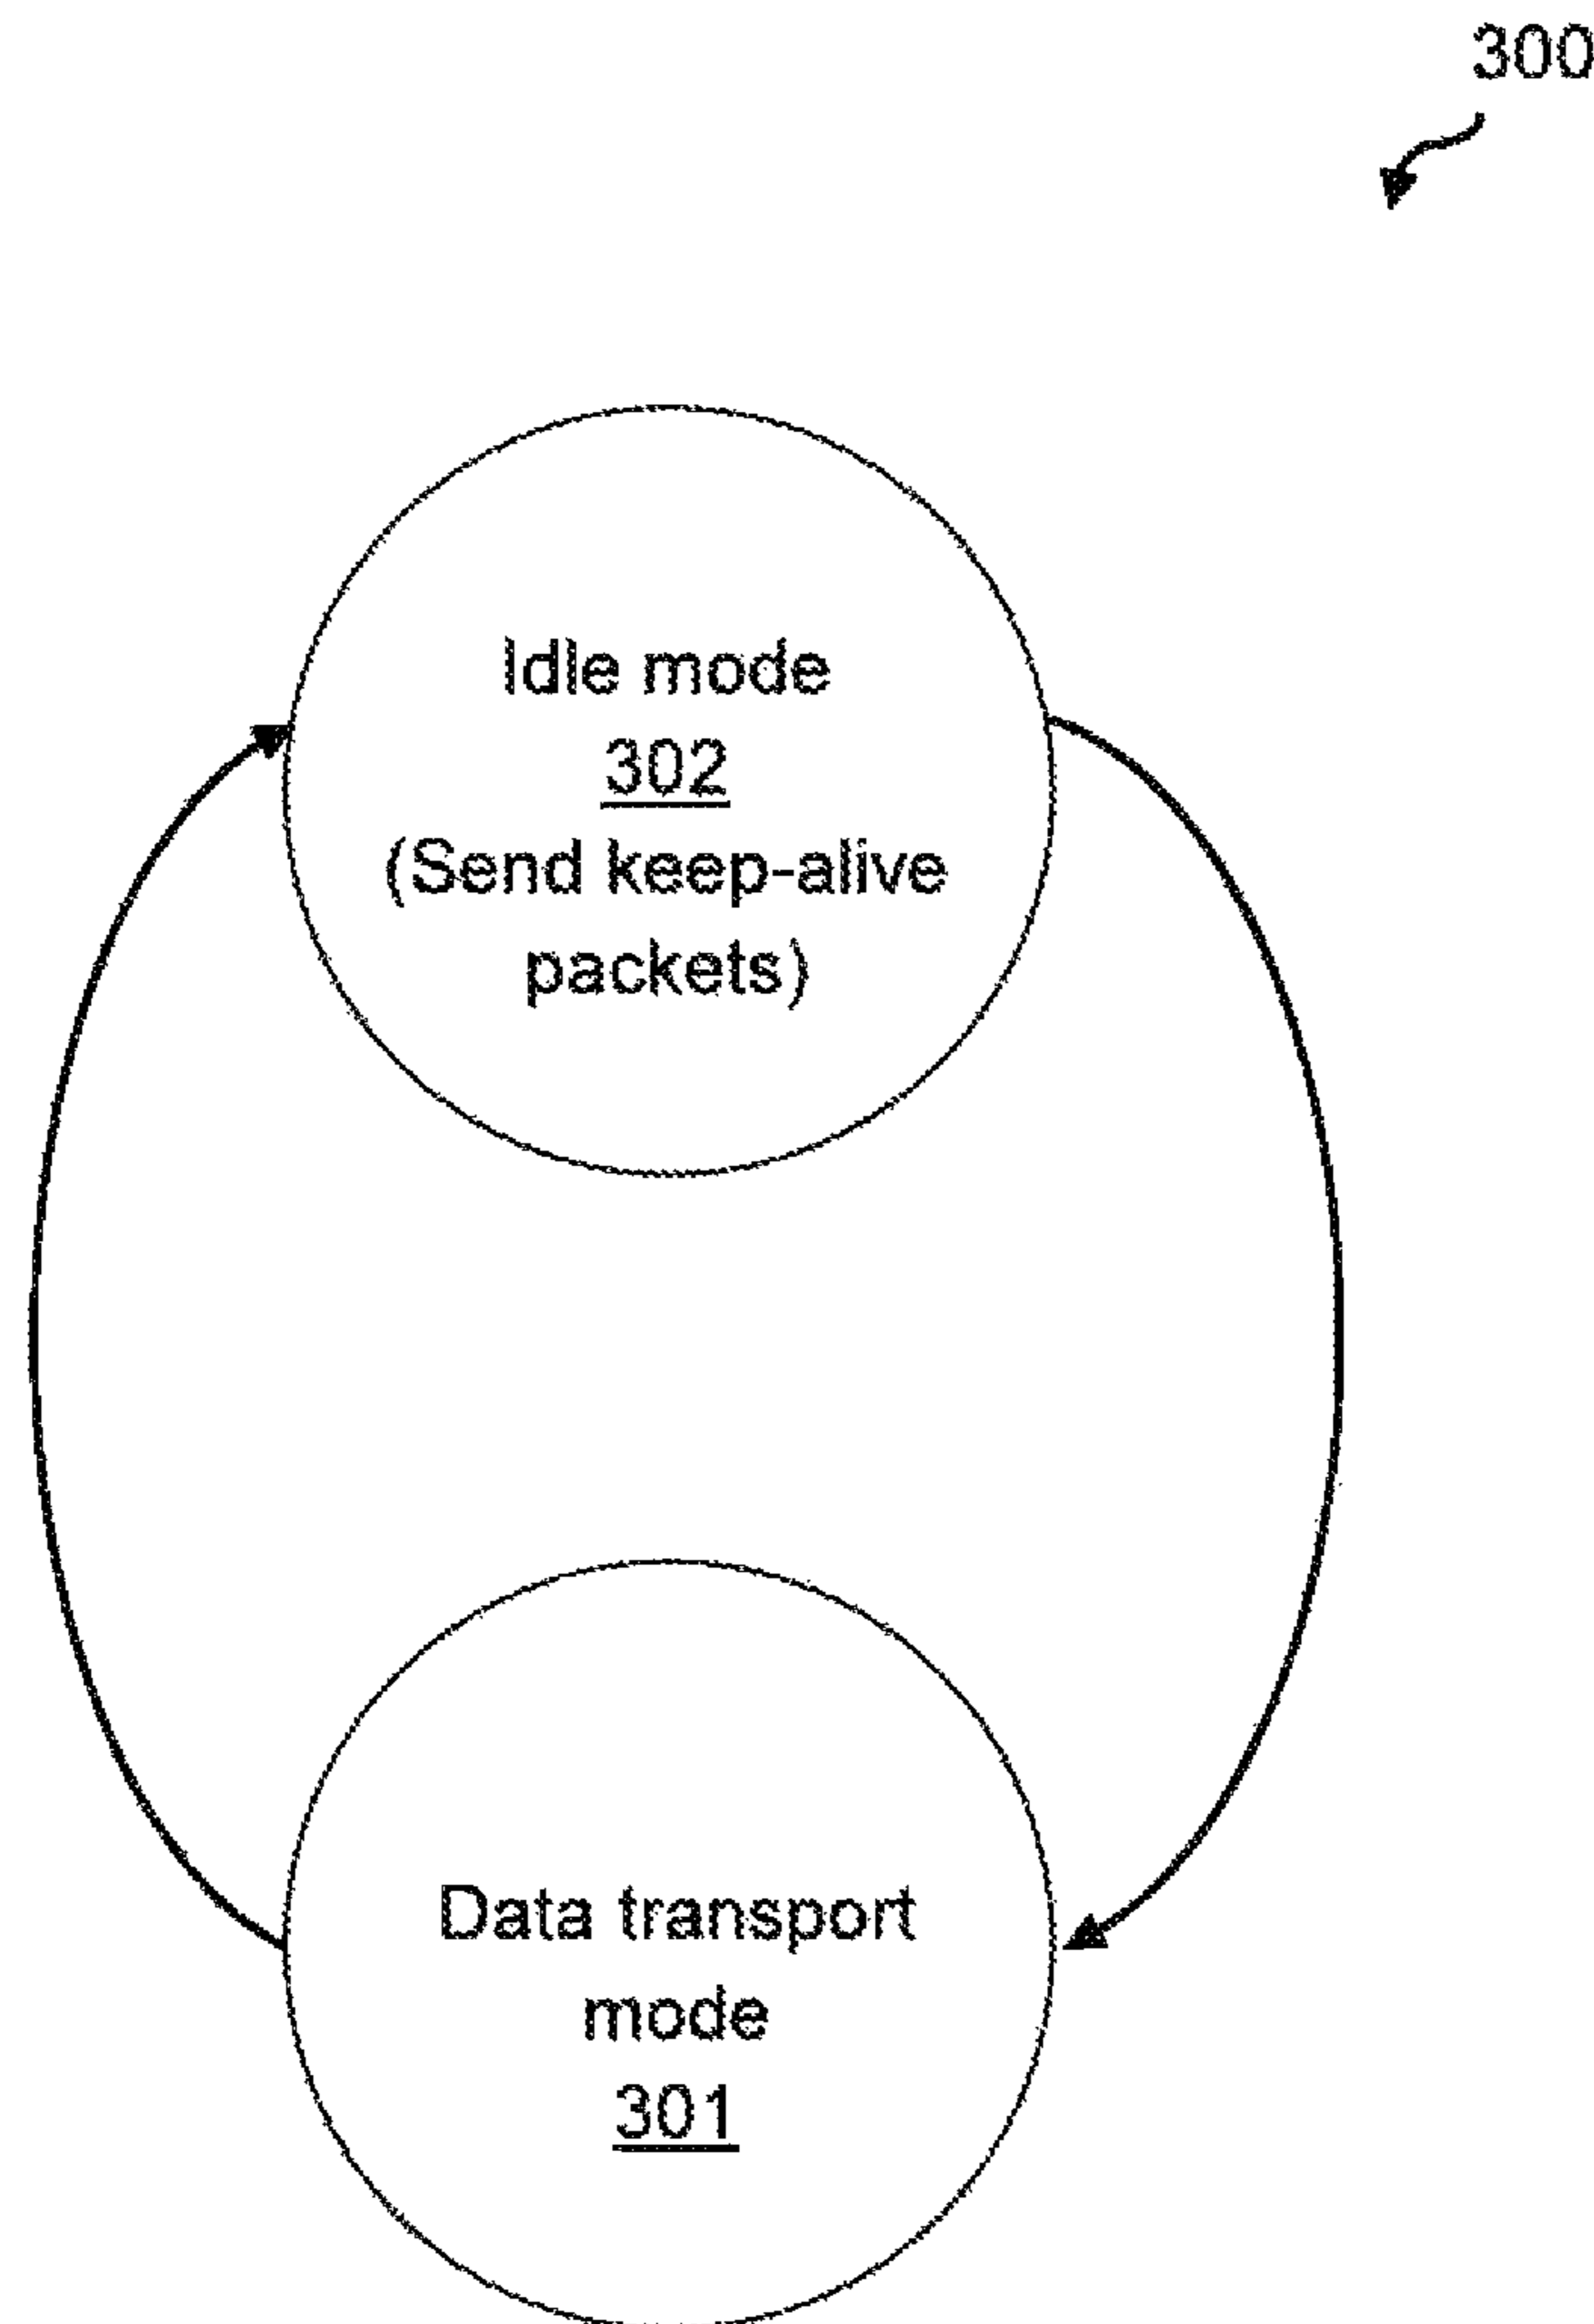 300
Idle mode
302
(Send keep-alive
packets)
Data transport
mode
301